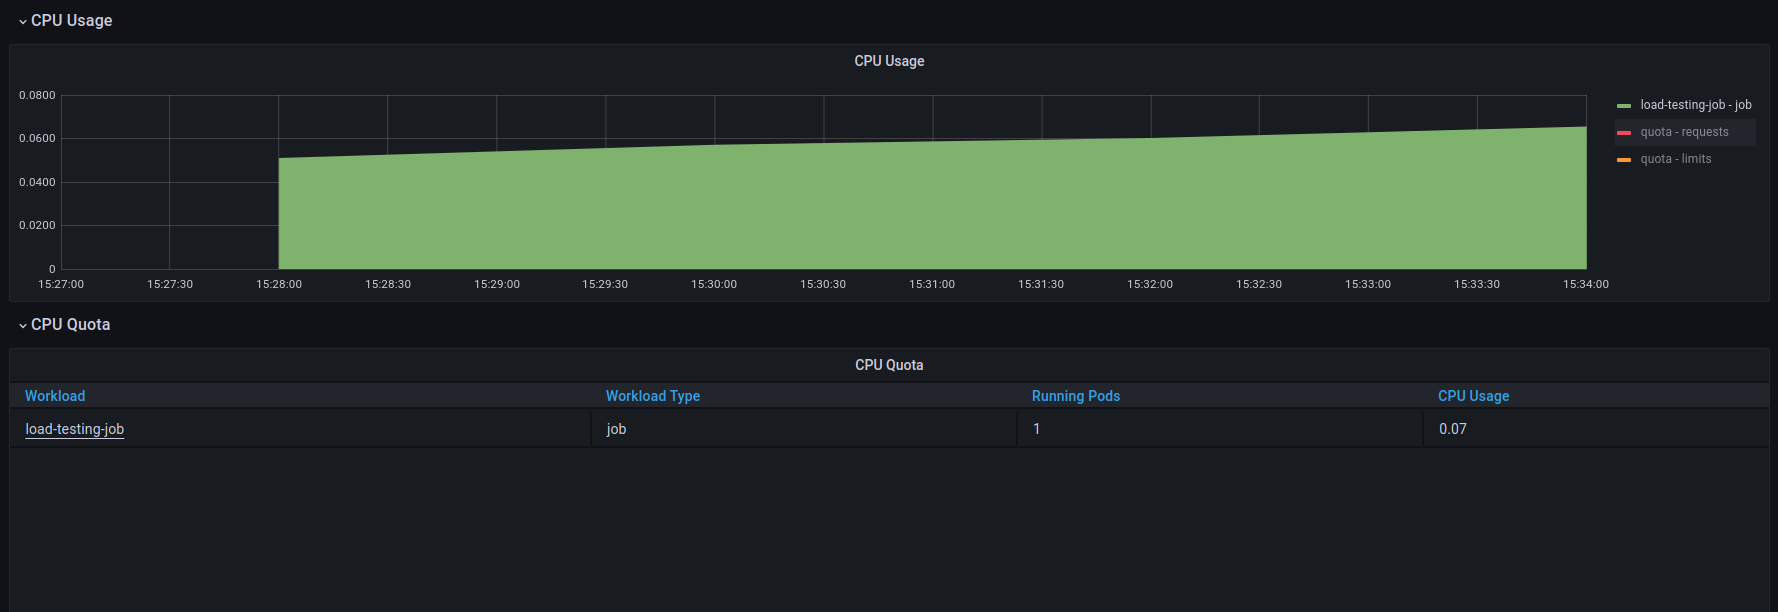 CPU Usage
CPU Usage
0.0800
0.0600
0.0400
0.0200
0
15:27:00 15:27:30 15:28:00 15:28:30 15:29:00 15:29:30 15:30:00 15:30:30 15:31:00 15:31:30 15:32:00 15:32:30 15:33:00 15:33:30 15:34:00
load-testing-job - job
quota - requests
quota - limits
CPU Quota
CPU Quota
Workload Workload Type Running Pods CPU Usage
load-testing-job job 1 0.07